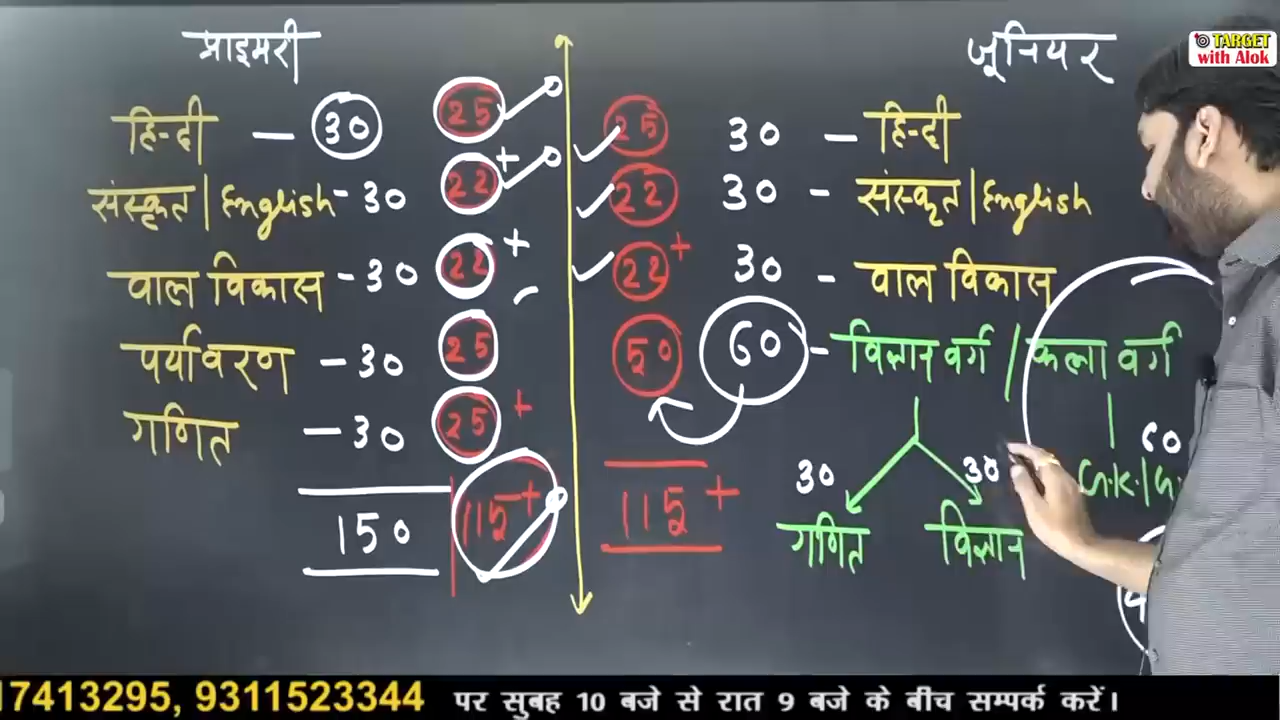 TARGET
with Alok
प्राइमरी
हिन्दी — 30 25
संस्कृत | English - 30 22 +
वाल विकास - 30 22 +
पर्यावरण - 30 25
गणित - 30 25 +
150 115 +
जूनियर
25 30 - हिन्दी
22 30 - संस्कृत | English
22 + 30 - वाल विकास
50 60 - विज्ञान वर्ग / कला वर्ग
30 30 60
G.K. | G.
गणित विज्ञान
115 +
17413295, 9311523344 पर सुबह 10 बजे से रात 9 बजे के बीच सम्पर्क करें।